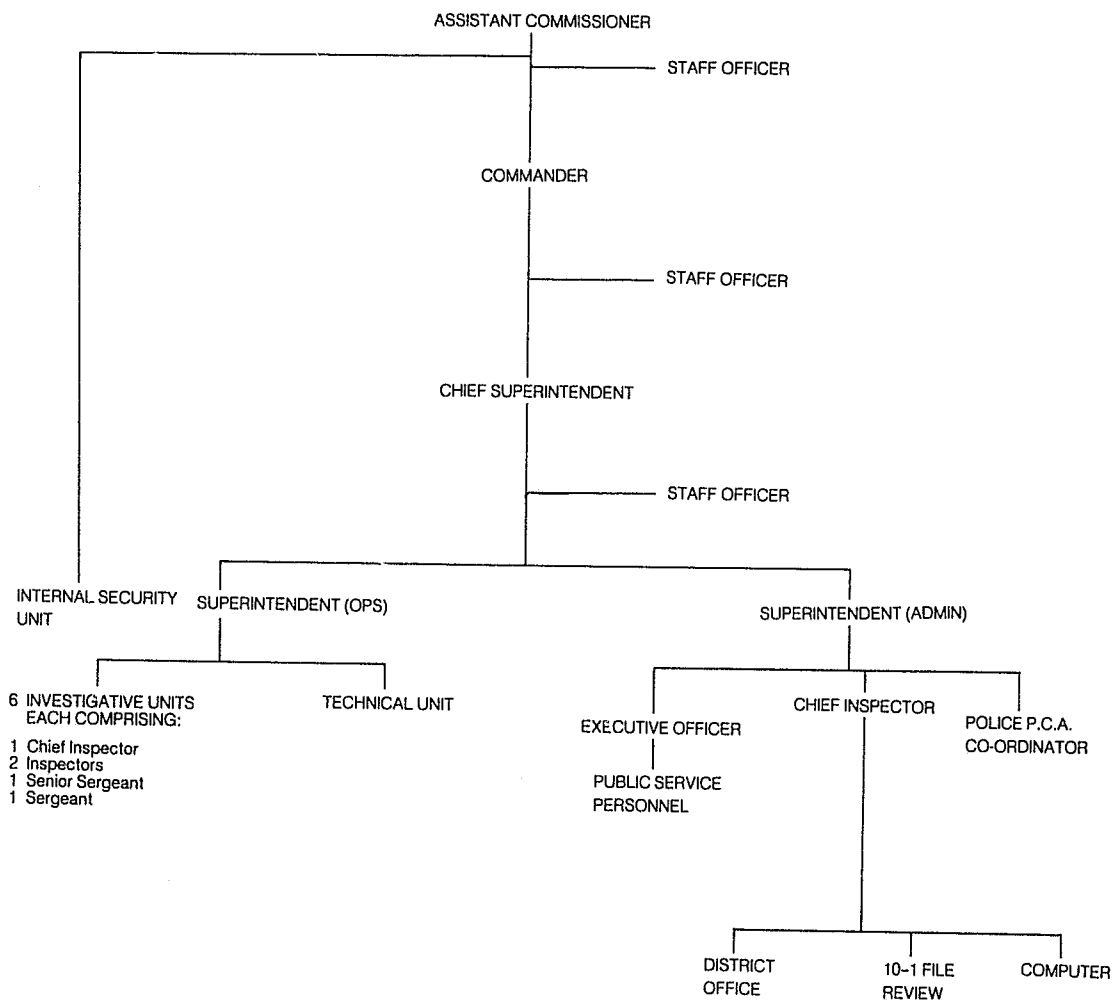 ASSISTANT COMMISSIONER
STAFF OFFICER
COMMANDER
STAFF OFFICER
CHIEF SUPERINTENDENT
STAFF OFFICER
INTERNAL SECURITY
UNIT
SUPERINTENDENT (OPS)
SUPERINTENDENT (ADMIN)
6 INVESTIGATIVE UNITS
EACH COMPRISING:
1 Chief Inspector
2 Inspectors
1 Senior Sergeant
1 Sergeant
TECHNICAL UNIT
EXECUTIVE OFFICER
PUBLIC SERVICE
PERSONNEL
CHIEF INSPECTOR
POLICE P.C.A.
CO-ORDINATOR
DISTRICT
OFFICE
10-1 FILE
REVIEW
COMPUTER